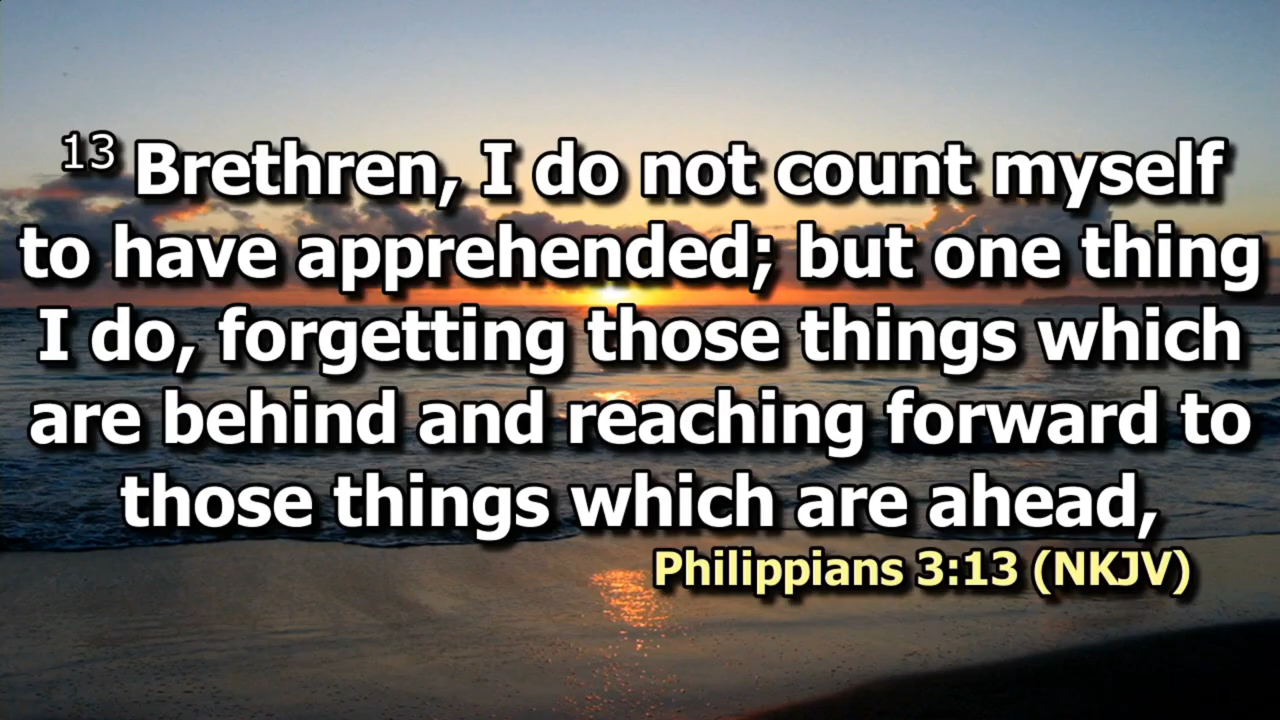 13 Brethren, I do not count myself
to have apprehended; but one thing
I do, forgetting those things which
are behind and reaching forward to
those things which are ahead,
Philippians 3:13 (NKJV)